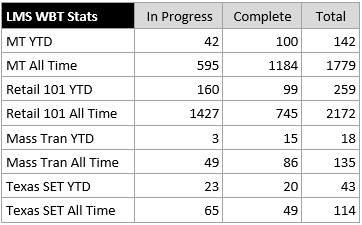 LMS WBT Stats In Progress Complete Total
MT YTD 42 100 142
MT All Time 595 1184 1779
Retail 101 YTD 160 99 259
Retail 101 All Time 1427 745 2172
Mass Tran YTD 3 15 18
Mass Tran All Time 49 86 135
Texas SET YTD 23 20 43
Texas SET All Time 65 49 114